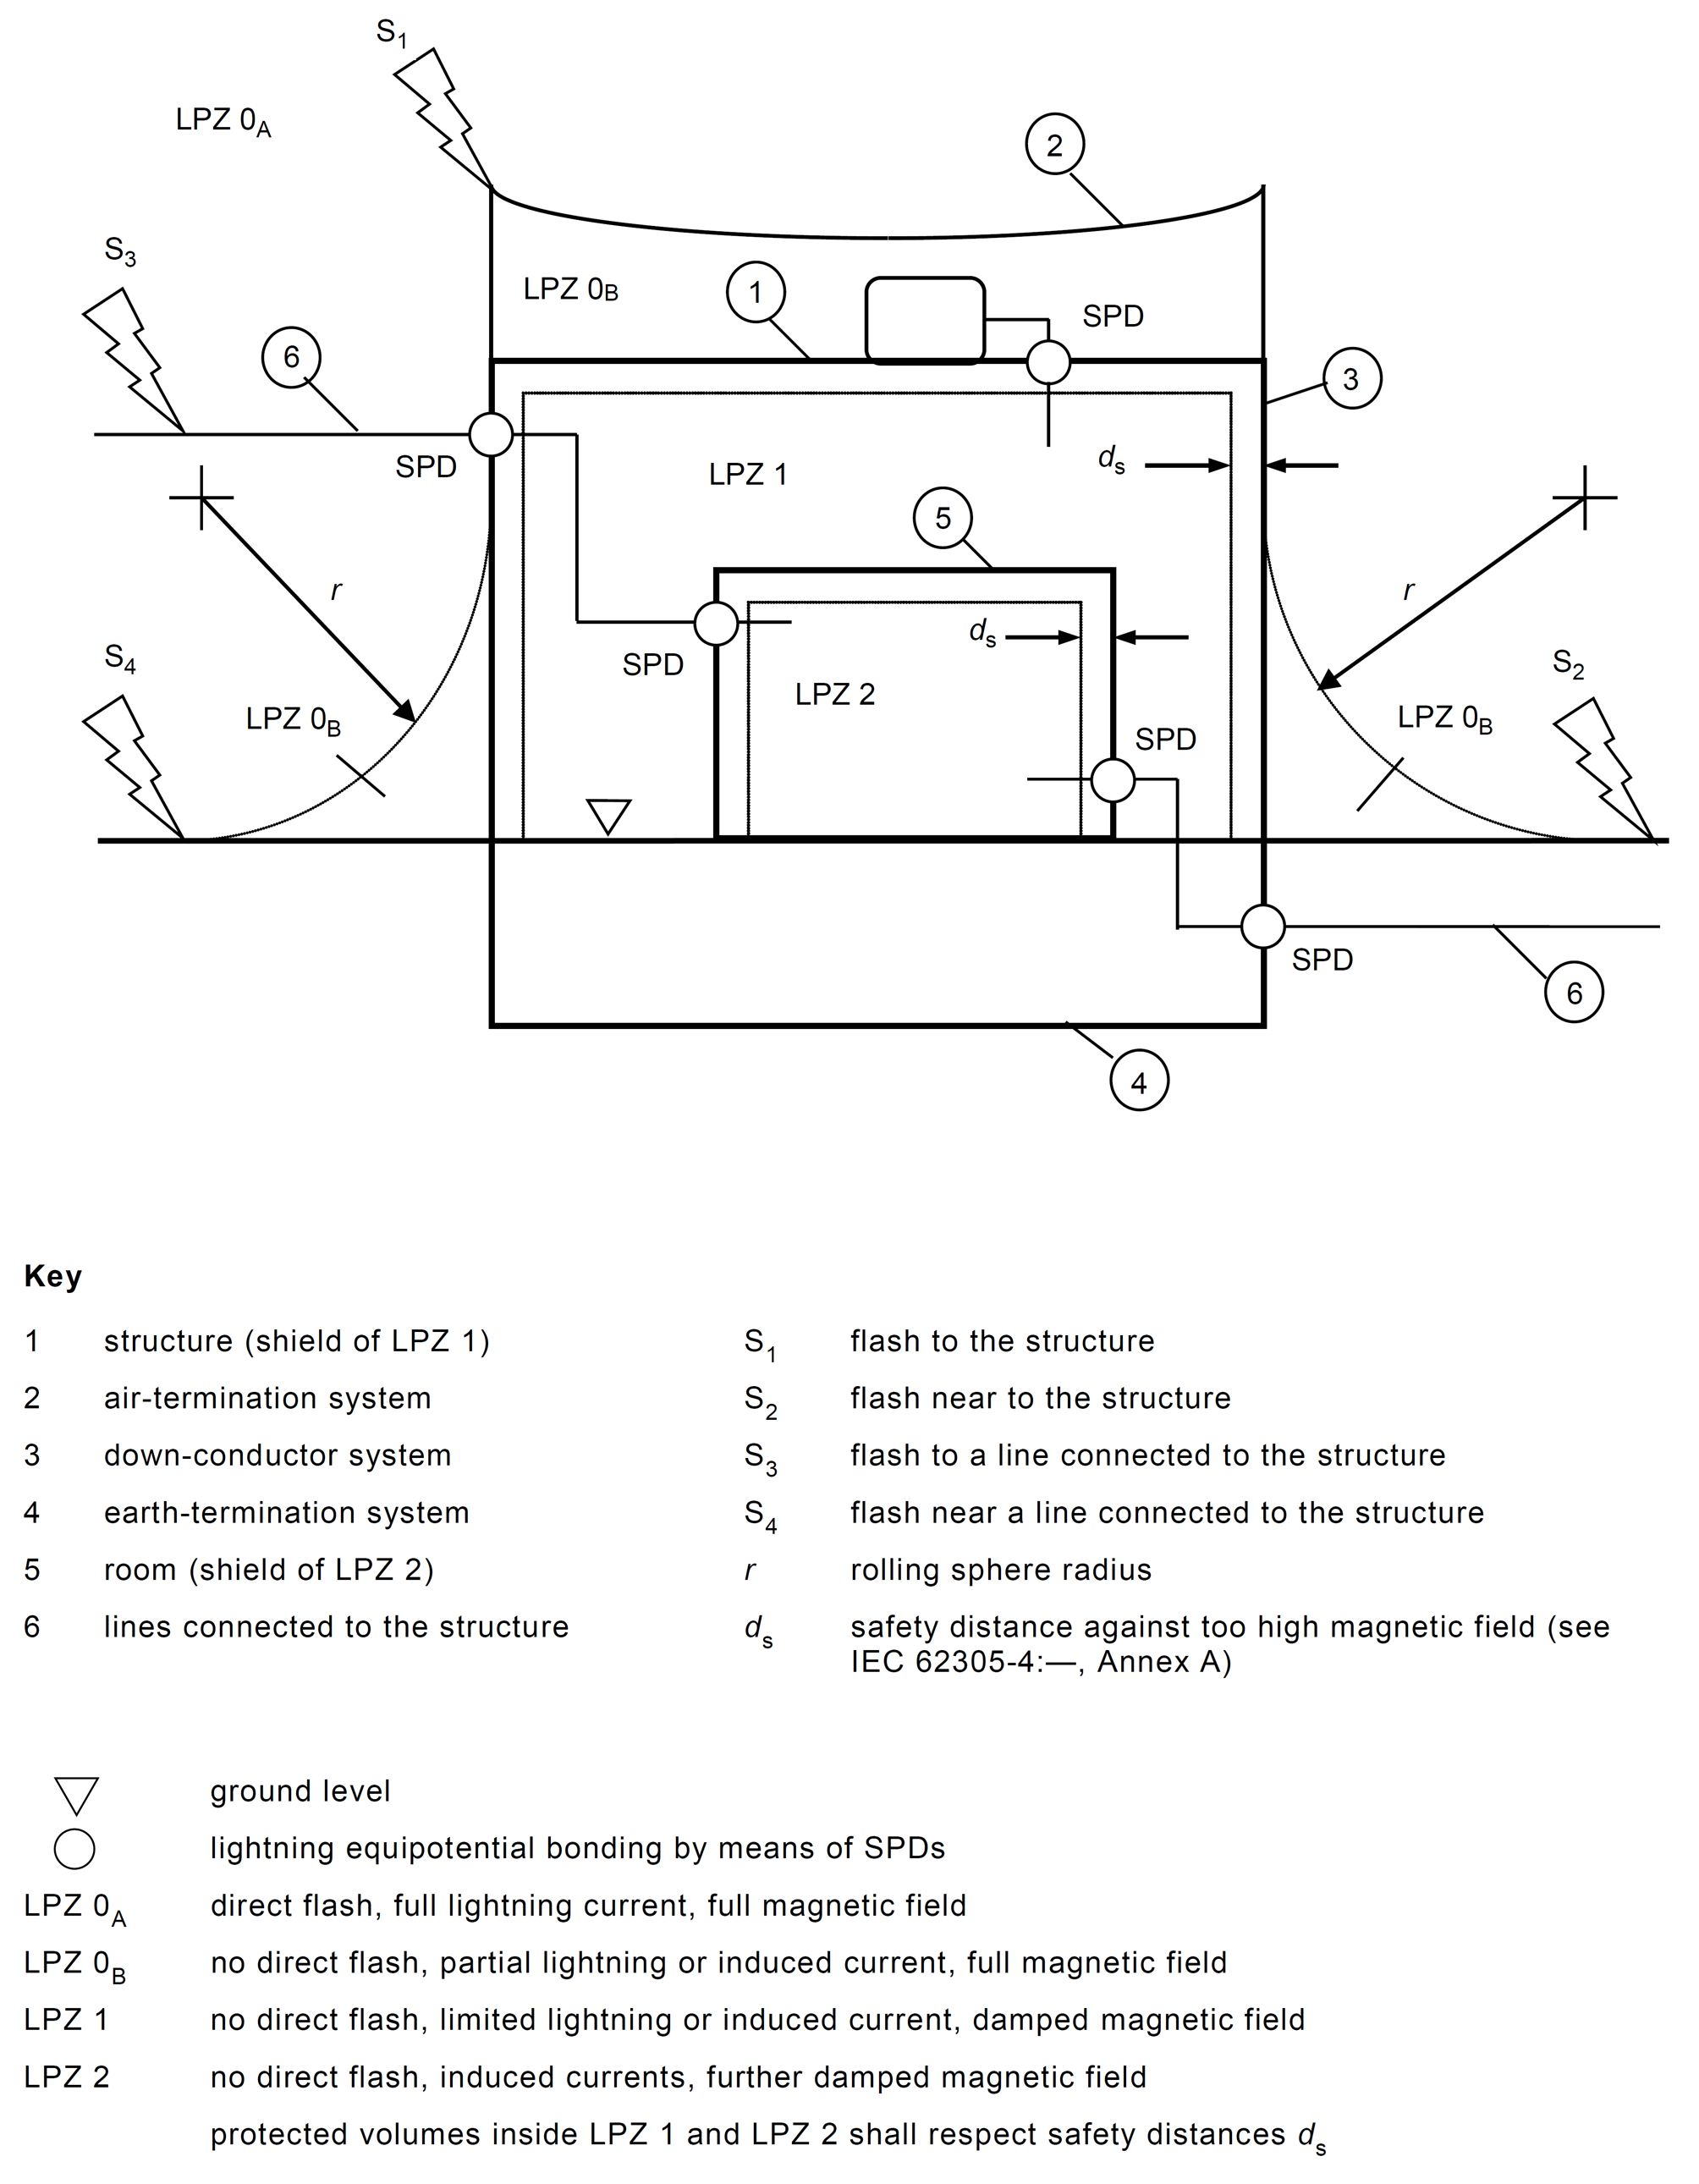 S1
LPZ 0A
2
S3
LPZ 0B
1
SPD
6
3
SPD
ds
LPZ 1
5
r
r
ds
S4
SPD
S2
LPZ 2
LPZ 0B
LPZ 0B
SPD
SPD
6
4
Key
1 structure (shield of LPZ 1) S1 flash to the structure
2 air-termination system S2 flash near to the structure
3 down-conductor system S3 flash to a line connected to the structure
4 earth-termination system S4 flash near a line connected to the structure
5 room (shield of LPZ 2) r rolling sphere radius
6 lines connected to the structure ds safety distance against too high magnetic field (see
IEC 62305-4:—, Annex A)
ground level
lightning equipotential bonding by means of SPDs
LPZ 0A direct flash, full lightning current, full magnetic field
LPZ 0B no direct flash, partial lightning or induced current, full magnetic field
LPZ 1 no direct flash, limited lightning or induced current, damped magnetic field
LPZ 2 no direct flash, induced currents, further damped magnetic field
protected volumes inside LPZ 1 and LPZ 2 shall respect safety distances ds